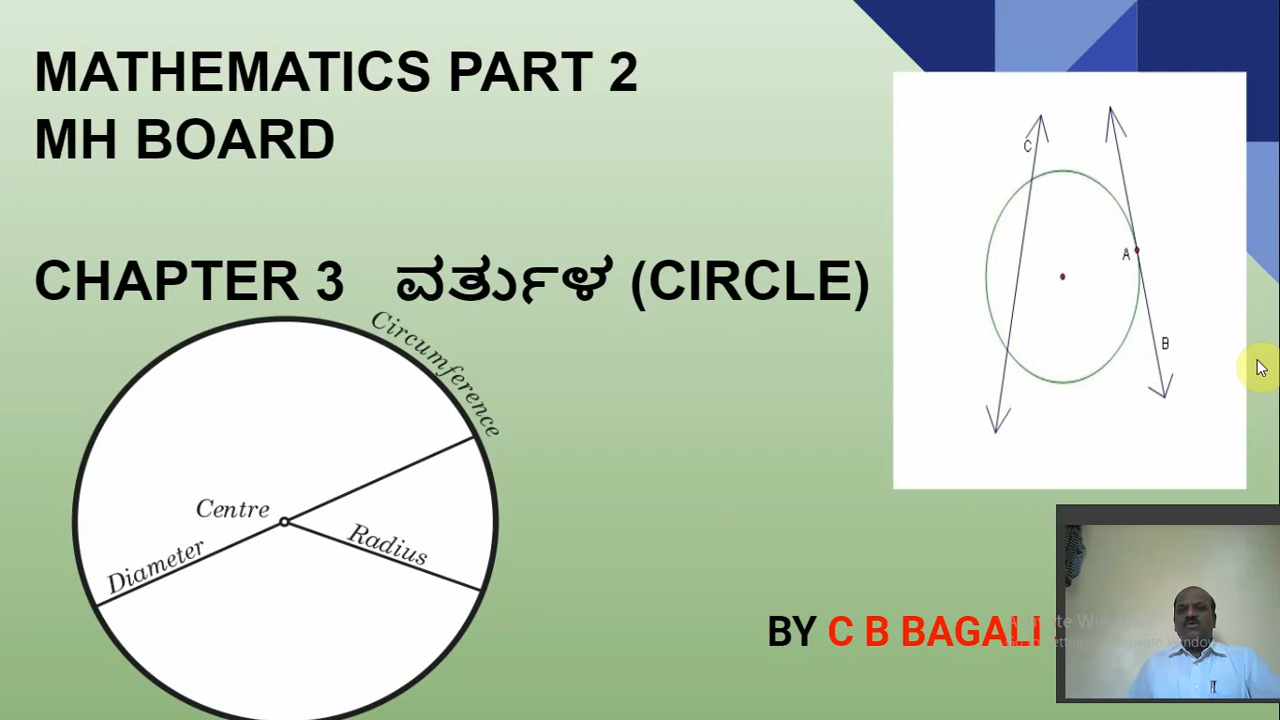 MATHEMATICS PART 2
MH BOARD
CHAPTER 3 ವರ್ತುಳ (CIRCLE)
Circumference
Centre
Diameter
Radius
C
A
B
BY C B BAGALI